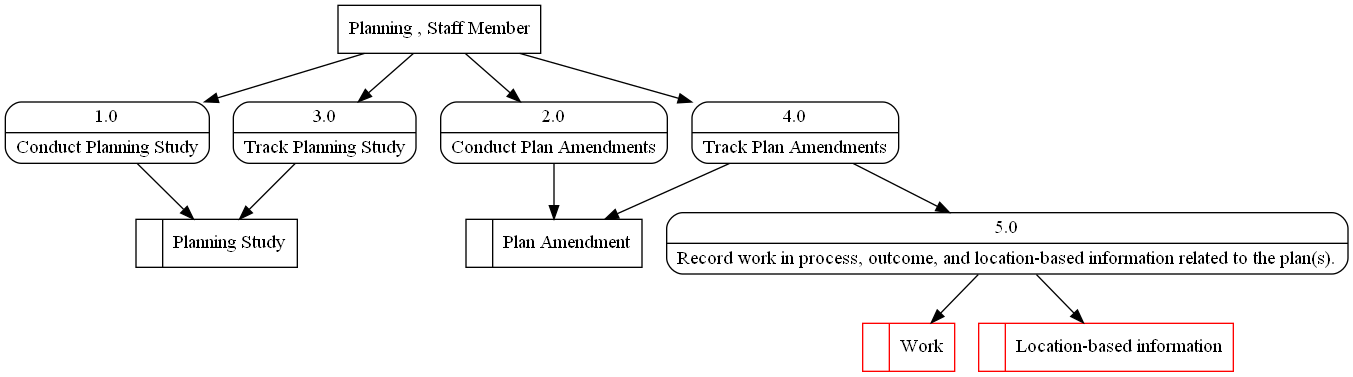 Planning , Staff Member
1.0
Conduct Planning Study
3.0
Track Planning Study
2.0
Conduct Plan Amendments
4.0
Track Plan Amendments
Planning Study
Plan Amendment
5.0
Record work in process, outcome, and location-based information related to the plan(s).
Work
Location-based information